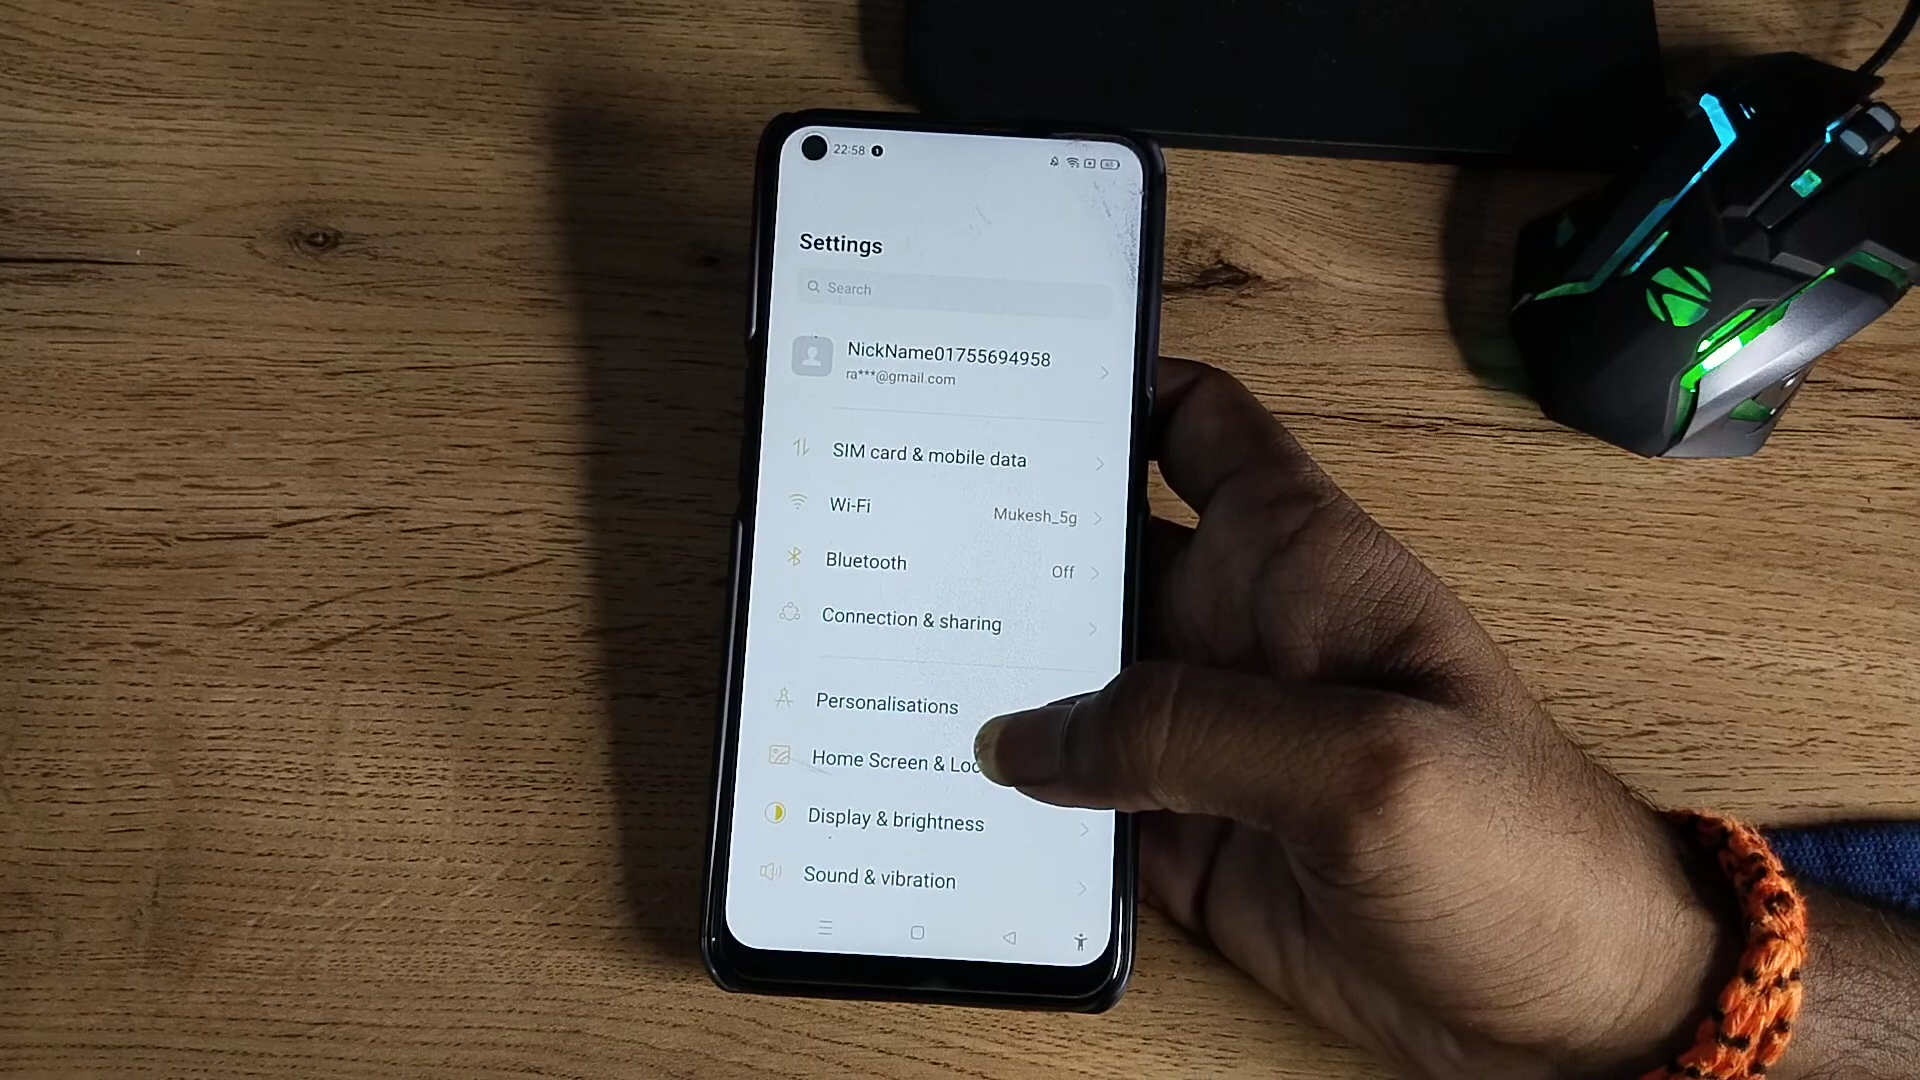 22:58
Settings
Search
NickName01755694958
ra***@gmail.com
SIM card & mobile data
Wi-Fi Mukesh_5g
Bluetooth Off
Connection & sharing
Personalisations
Home Screen &
Display & brightness
Sound & vibration